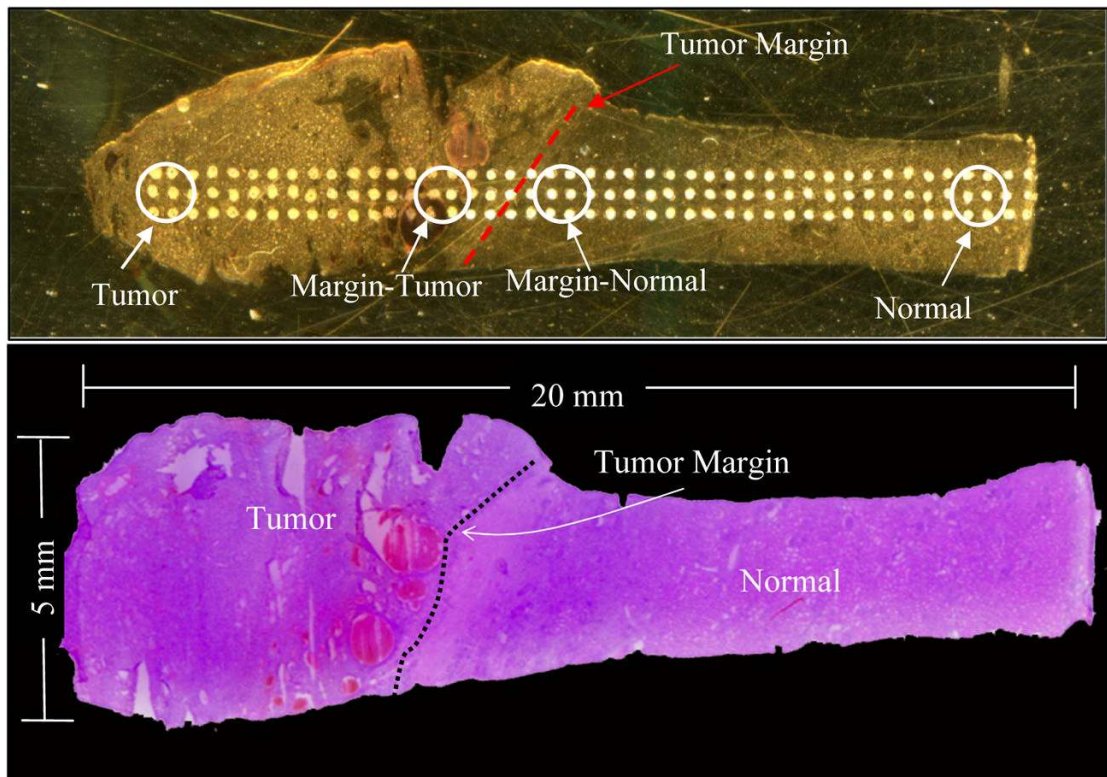 Tumor Margin
Tumor
Margin-Tumor
Margin-Normal
Normal
20 mm
5 mm
Tumor Margin
Tumor
Normal